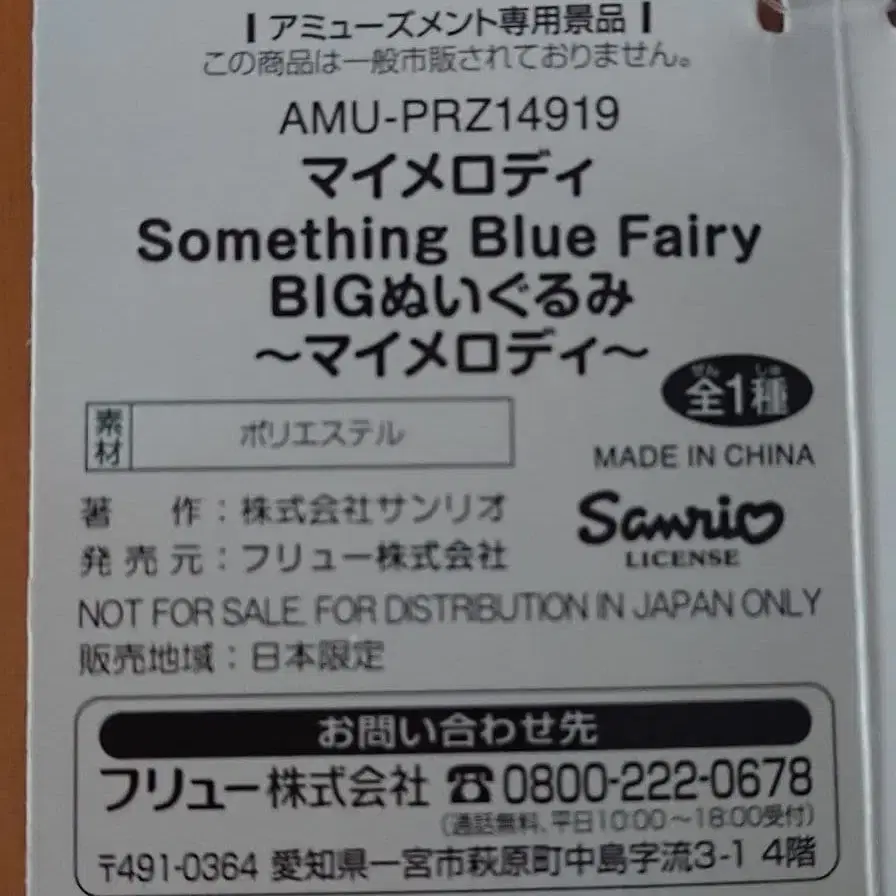 アミューズメント専用景品
この商品は一般市販されておりません。
AMU-PRZ14919
マイメロディ
Something Blue Fairy
BIGぬいぐるみ
～マイメロディ～
ぜん しゅ
全1種
素材 ポリエステル
MADE IN CHINA
著 作：株式会社サンリオ
発売元：フリュー株式会社
Sanrio
LICENSE
NOT FOR SALE. FOR DISTRIBUTION IN JAPAN ONLY
販売地域：日本限定
お問い合わせ先
フリュー株式会社 ☎0800-222-0678
（通話無料、平日10:00～18:00受付）
〒491-0364 愛知県一宮市萩原町中島字流3-1 4階